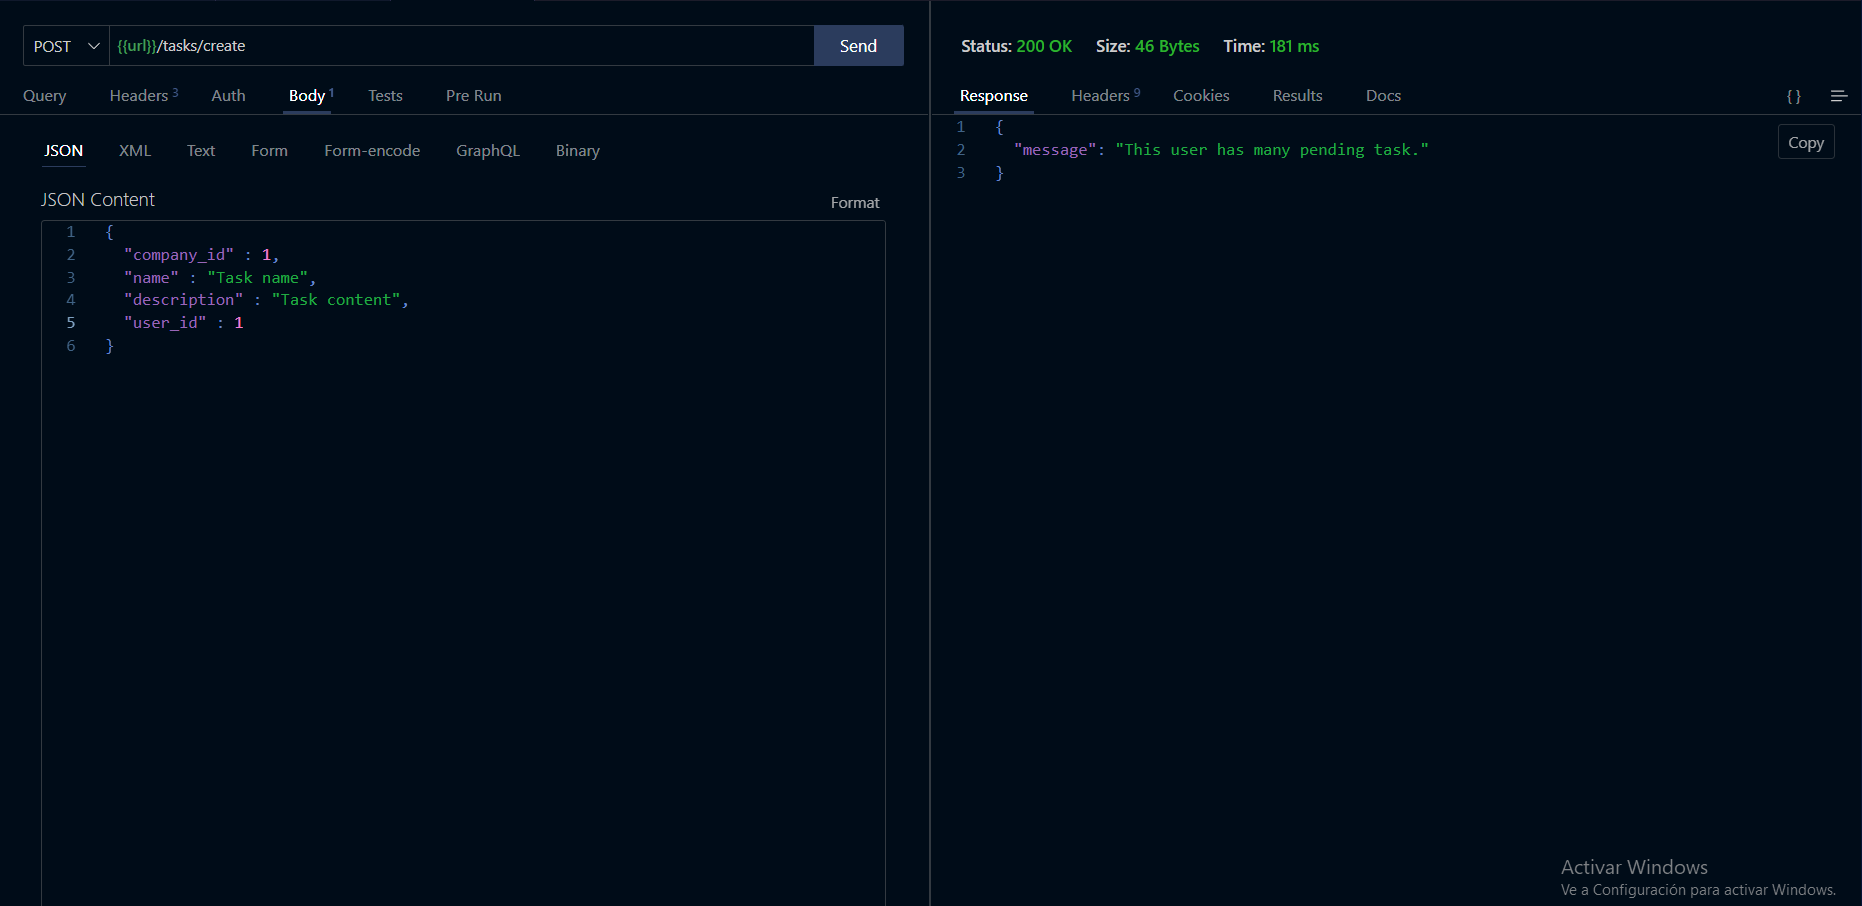 POST {{url}}/tasks/create Send
Query Headers 3 Auth Body 1 Tests Pre Run
JSON XML Text Form Form-encode GraphQL Binary
JSON Content Format
1 {
2 "company_id" : 1,
3 "name" : "Task name",
4 "description" : "Task content",
5 "user_id" : 1
6 }
Status: 200 OK Size: 46 Bytes Time: 181 ms
Response Headers 9 Cookies Results Docs { }
1 {
2 "message": "This user has many pending task."
3 }
Copy
Activar Windows
Ve a Configuración para activar Windows.